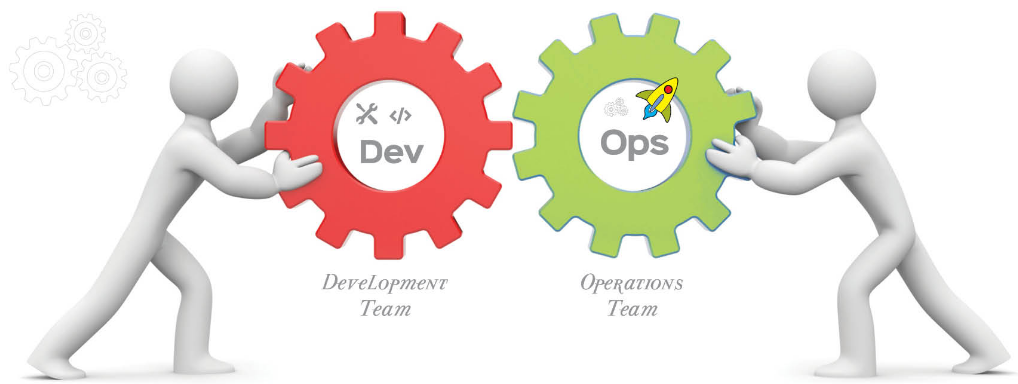 </>
Dev
Ops
Development
Team
Operations
Team